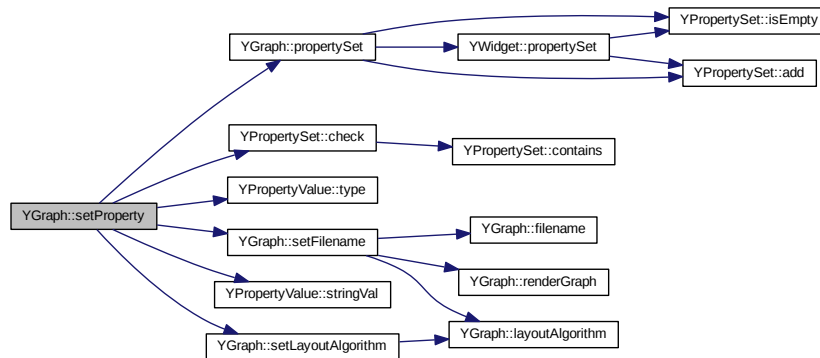 YGraph::setProperty
YGraph::propertySet
YPropertySet::check
YPropertyValue::type
YGraph::setFilename
YPropertyValue::stringVal
YGraph::setLayoutAlgorithm
YWidget::propertySet
YPropertySet::contains
YGraph::filename
YGraph::renderGraph
YGraph::layoutAlgorithm
YPropertySet::isEmpty
YPropertySet::add